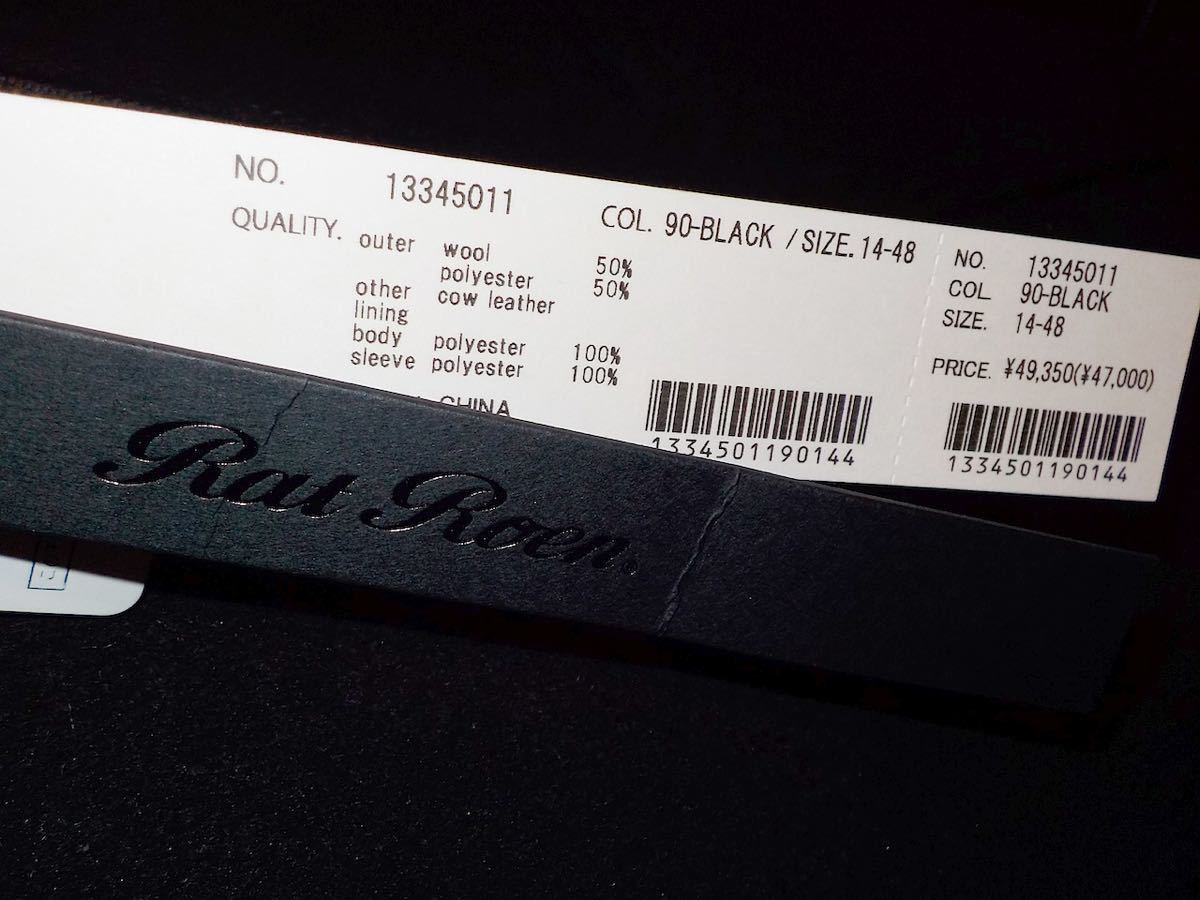 NO. 13345011
QUALITY. outer wool 50%
polyester 50%
other cow leather
lining
body polyester 100%
sleeve polyester 100%
CHINA
COL. 90-BLACK / SIZE. 14-48
1334501190144
NO. 13345011
COL 90-BLACK
SIZE. 14-48
PRICE. ¥49,350(¥47,000)
1334501190144
Rat Roen.